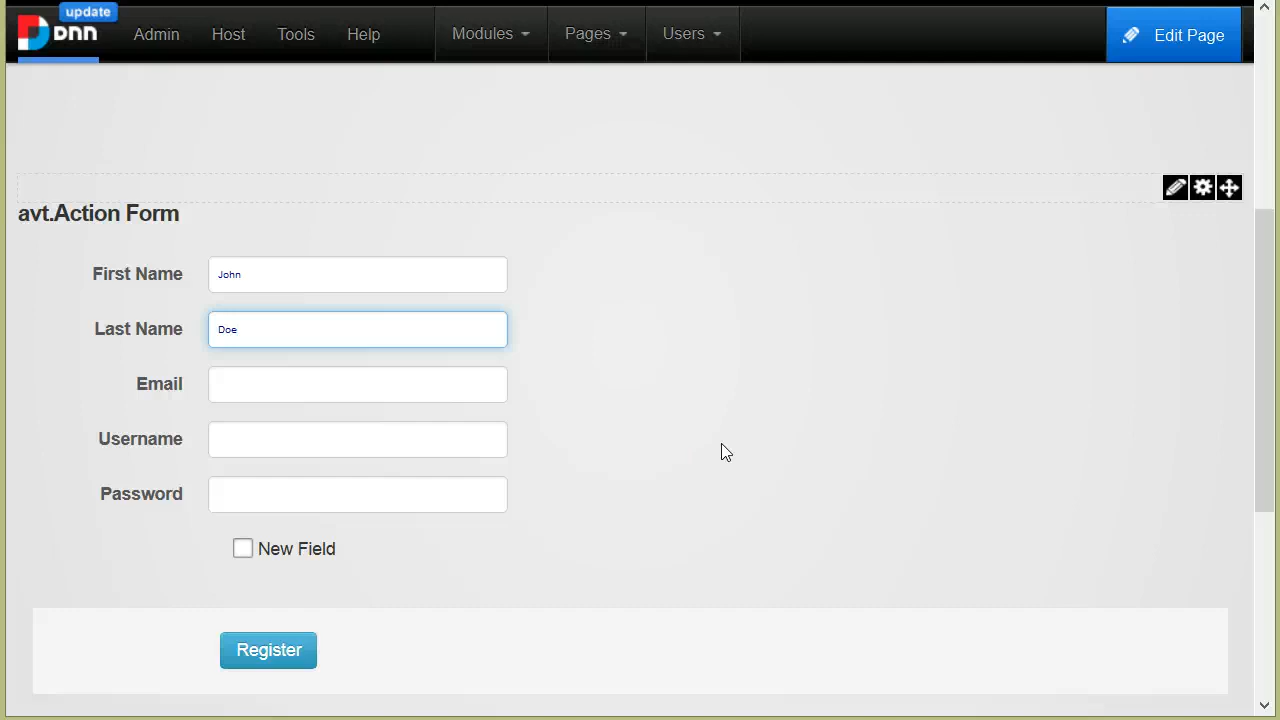 update
DNN Admin Host Tools Help Modules Pages Users Edit Page
avt.Action Form
First Name John
Last Name Doe
Email
Username
Password
New Field
Register